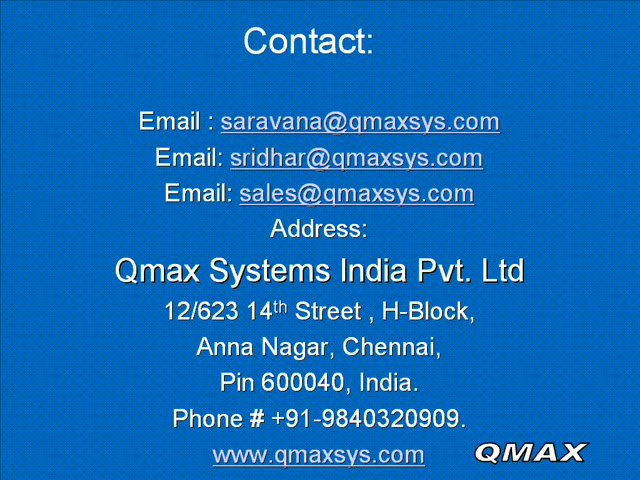 Contact:
Email : saravana@qmaxsys.com
Email: sridhar@qmaxsys.com
Email: sales@qmaxsys.com
Address:
Qmax Systems India Pvt. Ltd
12/623 14th Street , H-Block,
Anna Nagar, Chennai,
Pin 600040, India.
Phone # +91-9840320909.
www.qmaxsys.com
QMAX